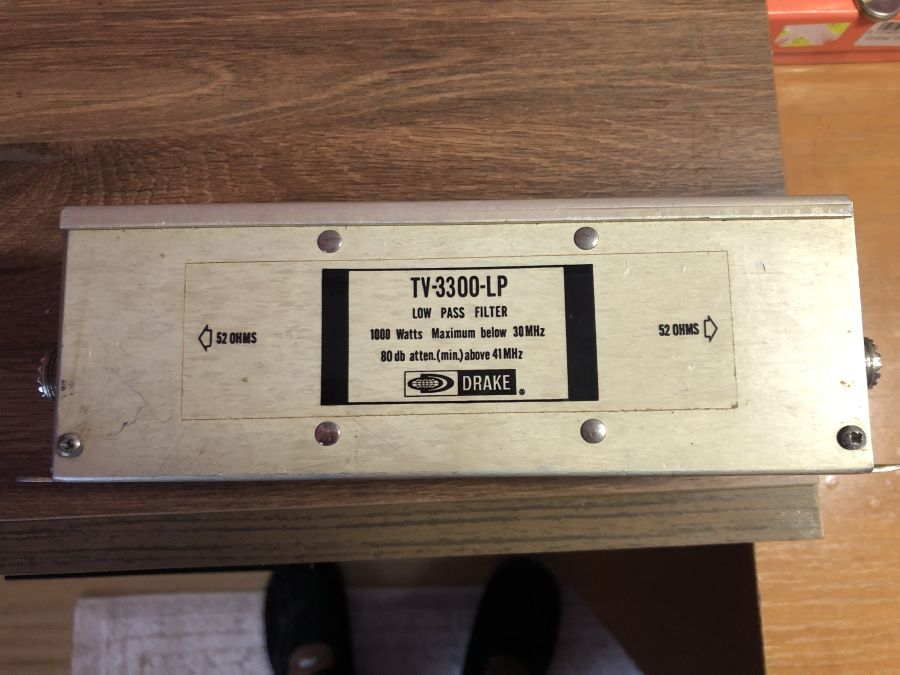 TV-3300-LP
LOW PASS FILTER
1000 Watts Maximum below 30MHz
80 db atten.(min.) above 41MHz
DRAKE®
52 OHMS
52 OHMS